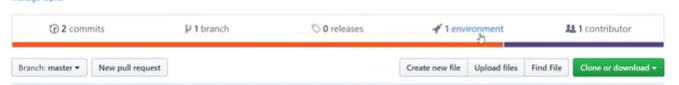 2 commits 1 branch 0 releases 1 environment 1 contributor
Branch: master New pull request Create new file Upload files Find File Clone or download